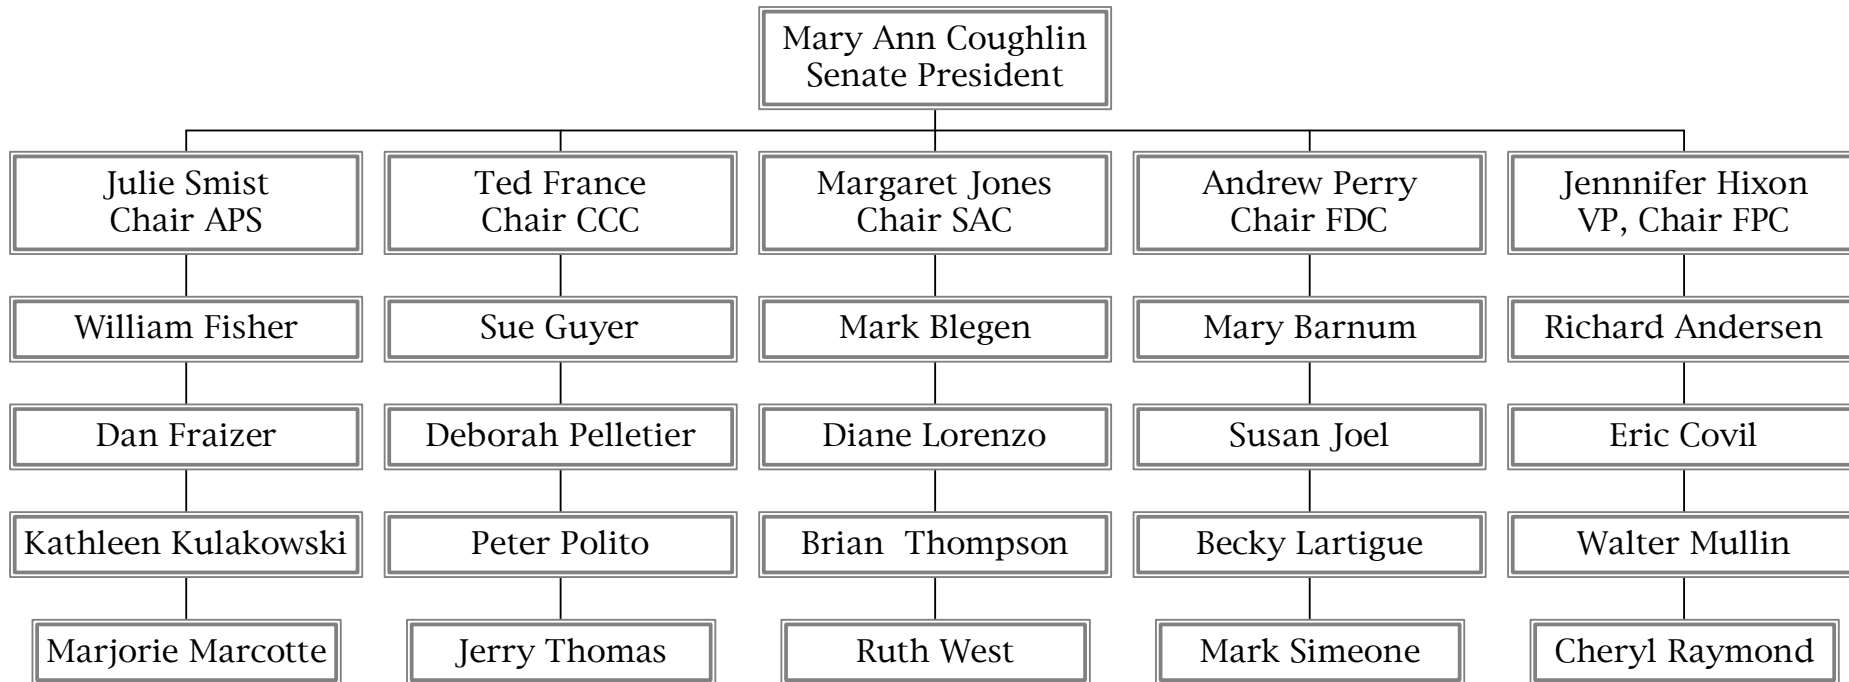 Mary Ann Coughlin
Senate President
Julie Smist
Chair APS
Ted France
Chair CCC
Margaret Jones
Chair SAC
Andrew Perry
Chair FDC
Jennnifer Hixon
VP, Chair FPC
William Fisher
Sue Guyer
Mark Blegen
Mary Barnum
Richard Andersen
Dan Fraizer
Deborah Pelletier
Diane Lorenzo
Susan Joel
Eric Covil
Kathleen Kulakowski
Peter Polito
Brian  Thompson
Becky Lartigue
Walter Mullin
Marjorie Marcotte
Jerry Thomas
Ruth West
Mark Simeone
Cheryl Raymond